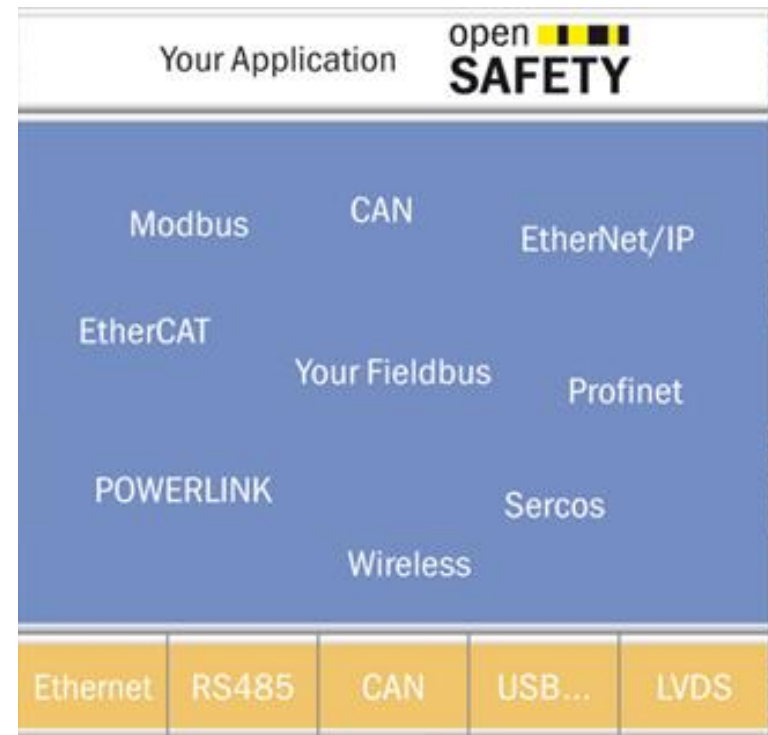 Your Application
open
SAFETY
Modbus
CAN
EtherNet/IP
EtherCAT
Your Fieldbus
Profinet
POWERLINK
Sercos
Wireless
Ethernet
RS485
CAN
USB...
LVDS